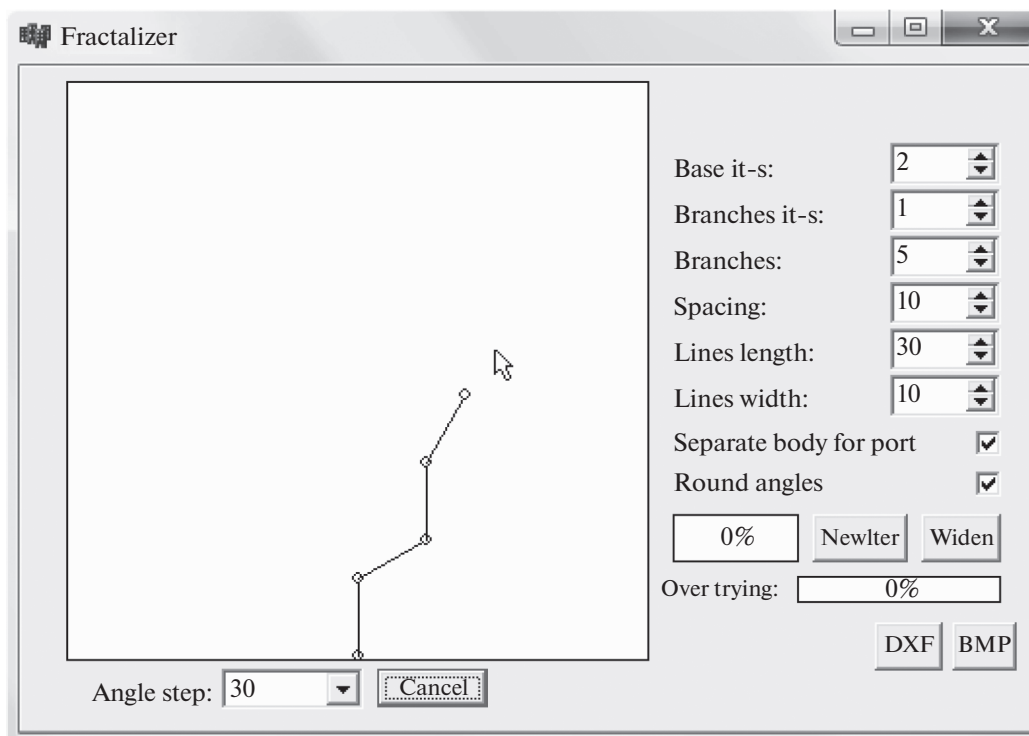 Fractalizer
Base it-s: 2
Branches it-s: 1
Branches: 5
Spacing: 10
Lines length: 30
Lines width: 10
Separate body for port
Round angles
0% Newlter Widen
Over trying: 0%
DXF BMP
Angle step: 30 Cancel